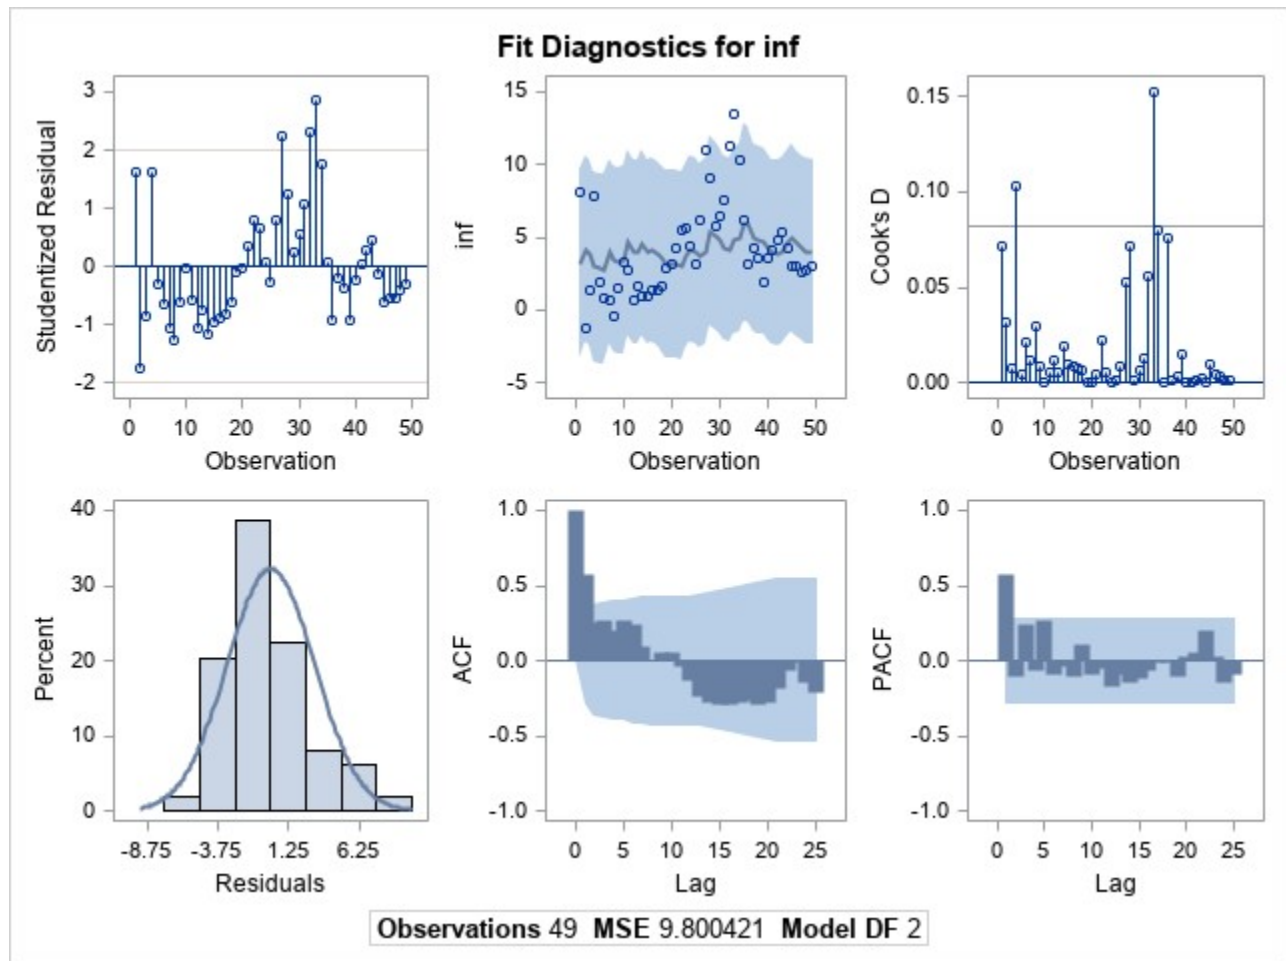 Fit Diagnostics for inf
Studentized Residual
3
2
1
0
-1
-2
0 10 20 30 40 50
Observation
inf
15
10
5
0
-5
0 10 20 30 40 50
Observation
Cook's D
0.15
0.10
0.05
0.00
0 10 20 30 40 50
Observation
Percent
40
30
20
10
0
-8.75 -3.75 1.25 6.25
Residuals
ACF
1.0
0.5
0.0
-0.5
-1.0
0 5 10 15 20 25
Lag
PACF
1.0
0.5
0.0
-0.5
-1.0
0 5 10 15 20 25
Lag
Observations 49 MSE 9.800421 Model DF 2